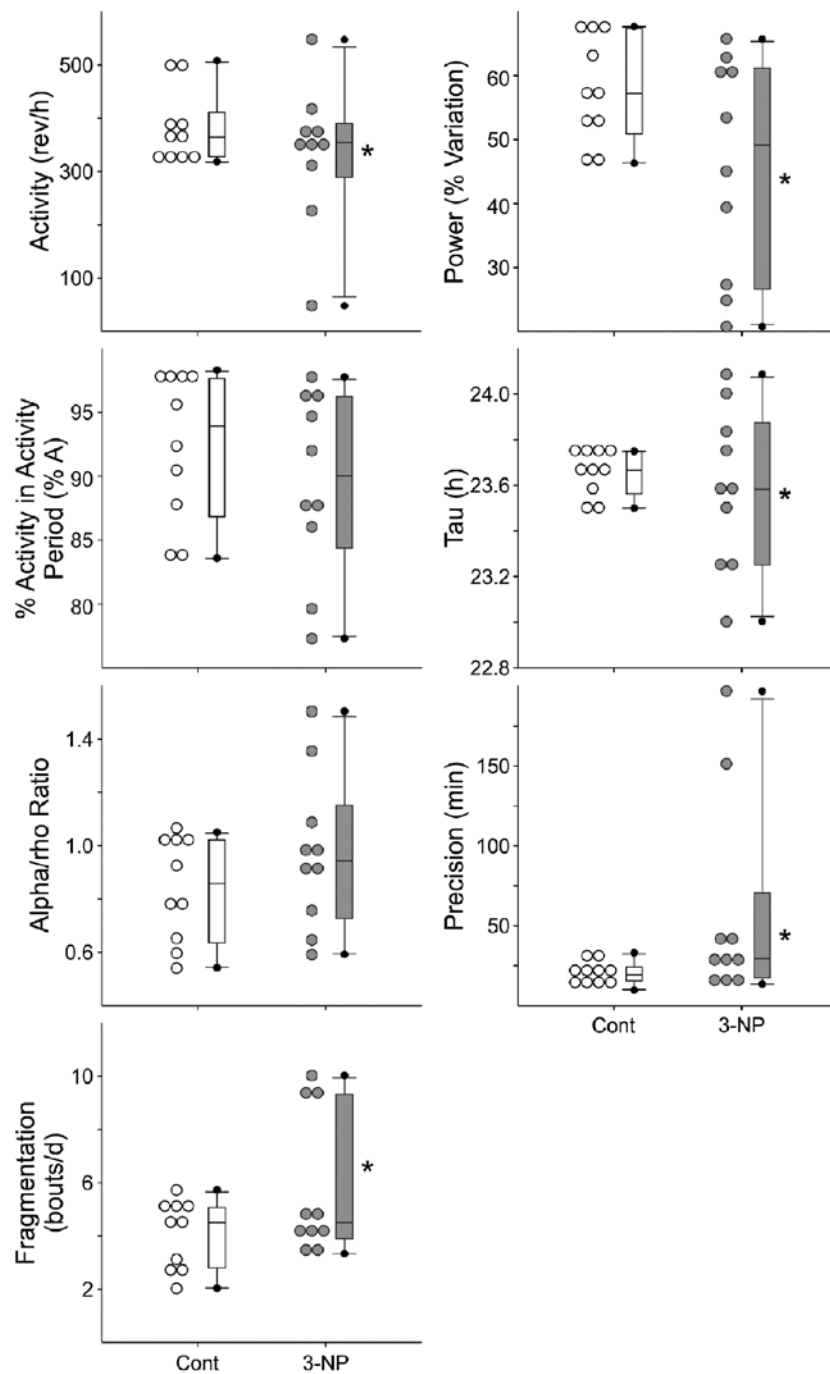 Activity (rev/h)
500
300
100
*
Power (% Variation)
60
50
40
30
*
% Activity in Activity
Period (% A)
95
90
85
80
Tau (h)
24.0
23.6
23.2
22.8
*
Alpha/rho Ratio
1.4
1.0
0.6
Precision (min)
150
100
50
*
Cont
3-NP
Fragmentation
(bouts/d)
10
6
2
*
Cont
3-NP